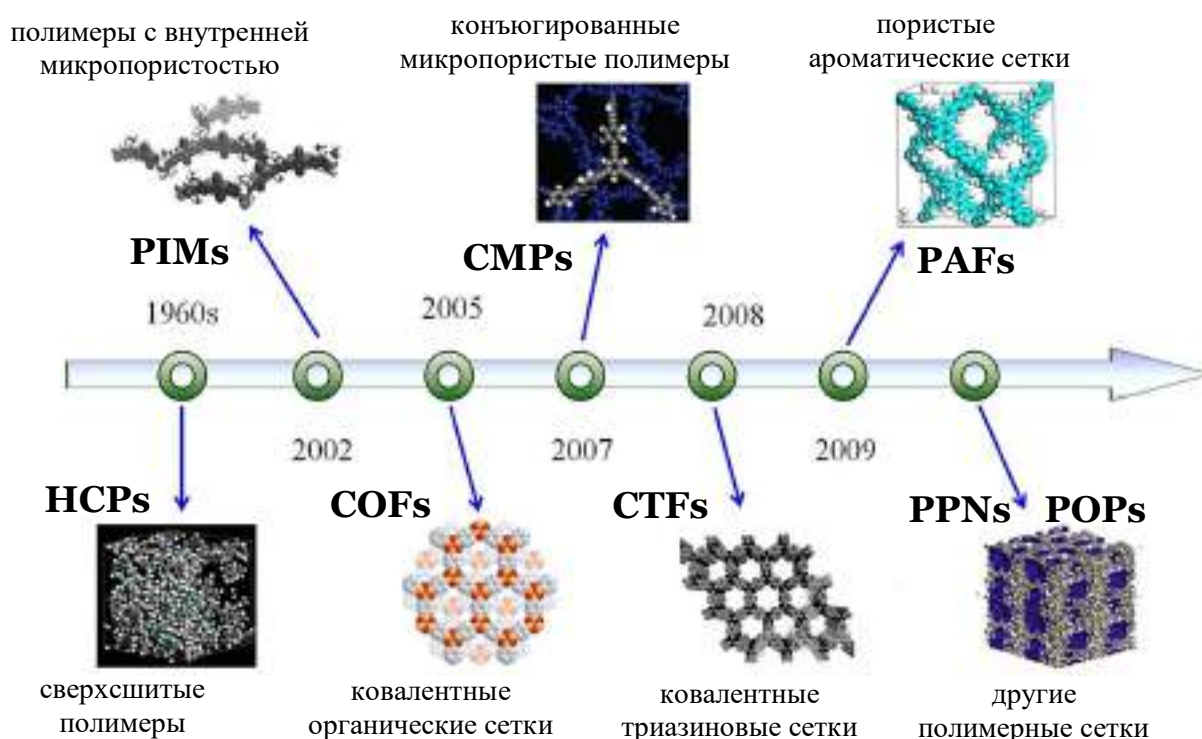 полимеры с внутренней
микропористостью
конъюгированные
микропористые полимеры
пористые
ароматические сетки
PIMs
CMPs
PAFs
1960s
2005
2008
2002
2007
2009
HCPs
COFs
CTFs
PPNs POPs
сверхсшитые
полимеры
ковалентные
органические сетки
ковалентные
триазиновые сетки
другие
полимерные сетки